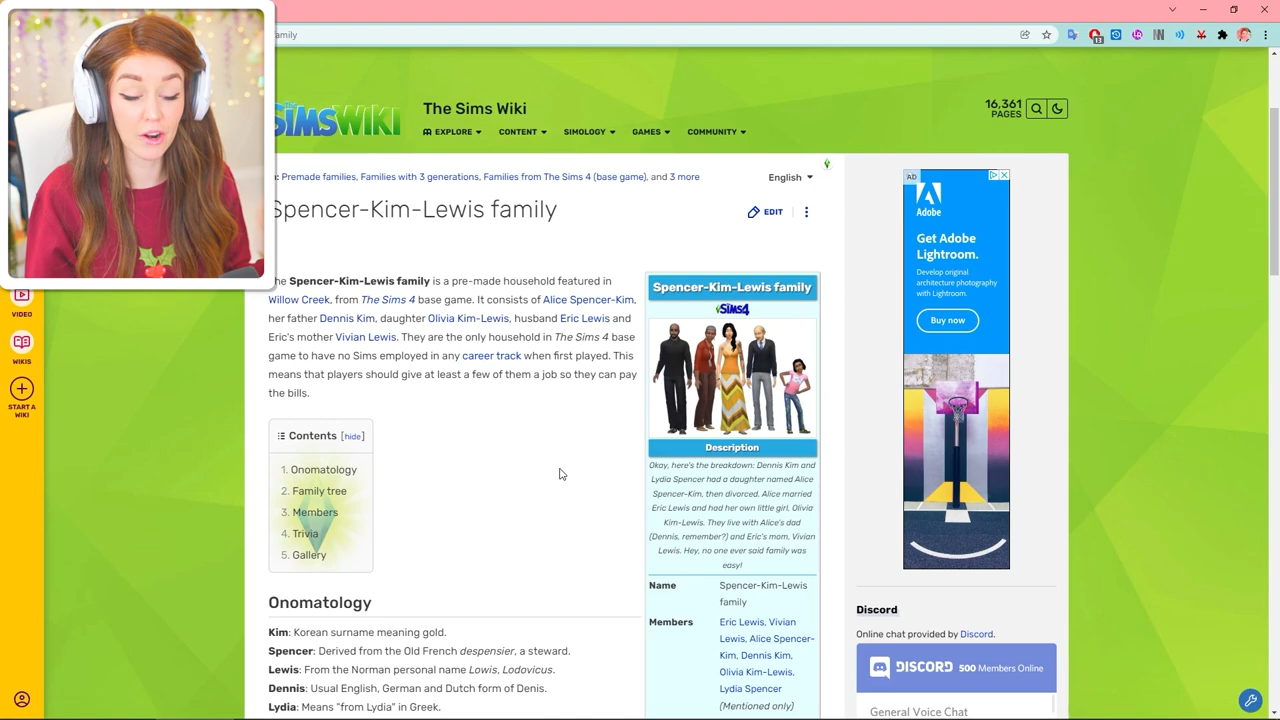 amily
SIMSWIKI
The Sims Wiki
16,361
PAGES
EXPLORE
CONTENT
SIMOLOGY
GAMES
COMMUNITY
Premade families, Families with 3 generations, Families from The Sims 4 (base game), and 3 more
English
Spencer-Kim-Lewis family
EDIT
The Spencer-Kim-Lewis family is a pre-made household featured in
Willow Creek, from The Sims 4 base game. It consists of Alice Spencer-Kim,
her father Dennis Kim, daughter Olivia Kim-Lewis, husband Eric Lewis and
Eric's mother Vivian Lewis. They are the only household in The Sims 4 base
game to have no Sims employed in any career track when first played. This
means that players should give at least a few of them a job so they can pay
the bills.
Contents [hide]
1. Onomatology
2. Family tree
3. Members
4. Trivia
5. Gallery
Onomatology
Kim: Korean surname meaning gold.
Spencer: Derived from the Old French despensier, a steward.
Lewis: From the Norman personal name Lowis, Lodovicus.
Dennis: Usual English, German and Dutch form of Denis.
Lydia: Means "from Lydia" in Greek.
Spencer-Kim-Lewis family
The SIMS4
Description
Okay, here's the breakdown: Dennis Kim and
Lydia Spencer had a daughter named Alice
Spencer-Kim, then divorced. Alice married
Eric Lewis and had her own little girl, Olivia
Kim-Lewis. They live with Alice's dad
(Dennis, remember?) and Eric's mom, Vivian
Lewis. Hey, no one ever said family was
easy!
Name
Spencer-Kim-Lewis
family
Members
Eric Lewis, Vivian
Lewis, Alice Spencer-
Kim, Dennis Kim,
Olivia Kim-Lewis,
Lydia Spencer
(Mentioned only)
AD
Adobe
Get Adobe
Lightroom.
Develop original
architecture photography
with Lightroom.
Buy now
Discord
Online chat provided by Discord.
DISCORD 500 Members Online
General Voice Chat
VIDEO
WIKIS
START A
WIKI
13